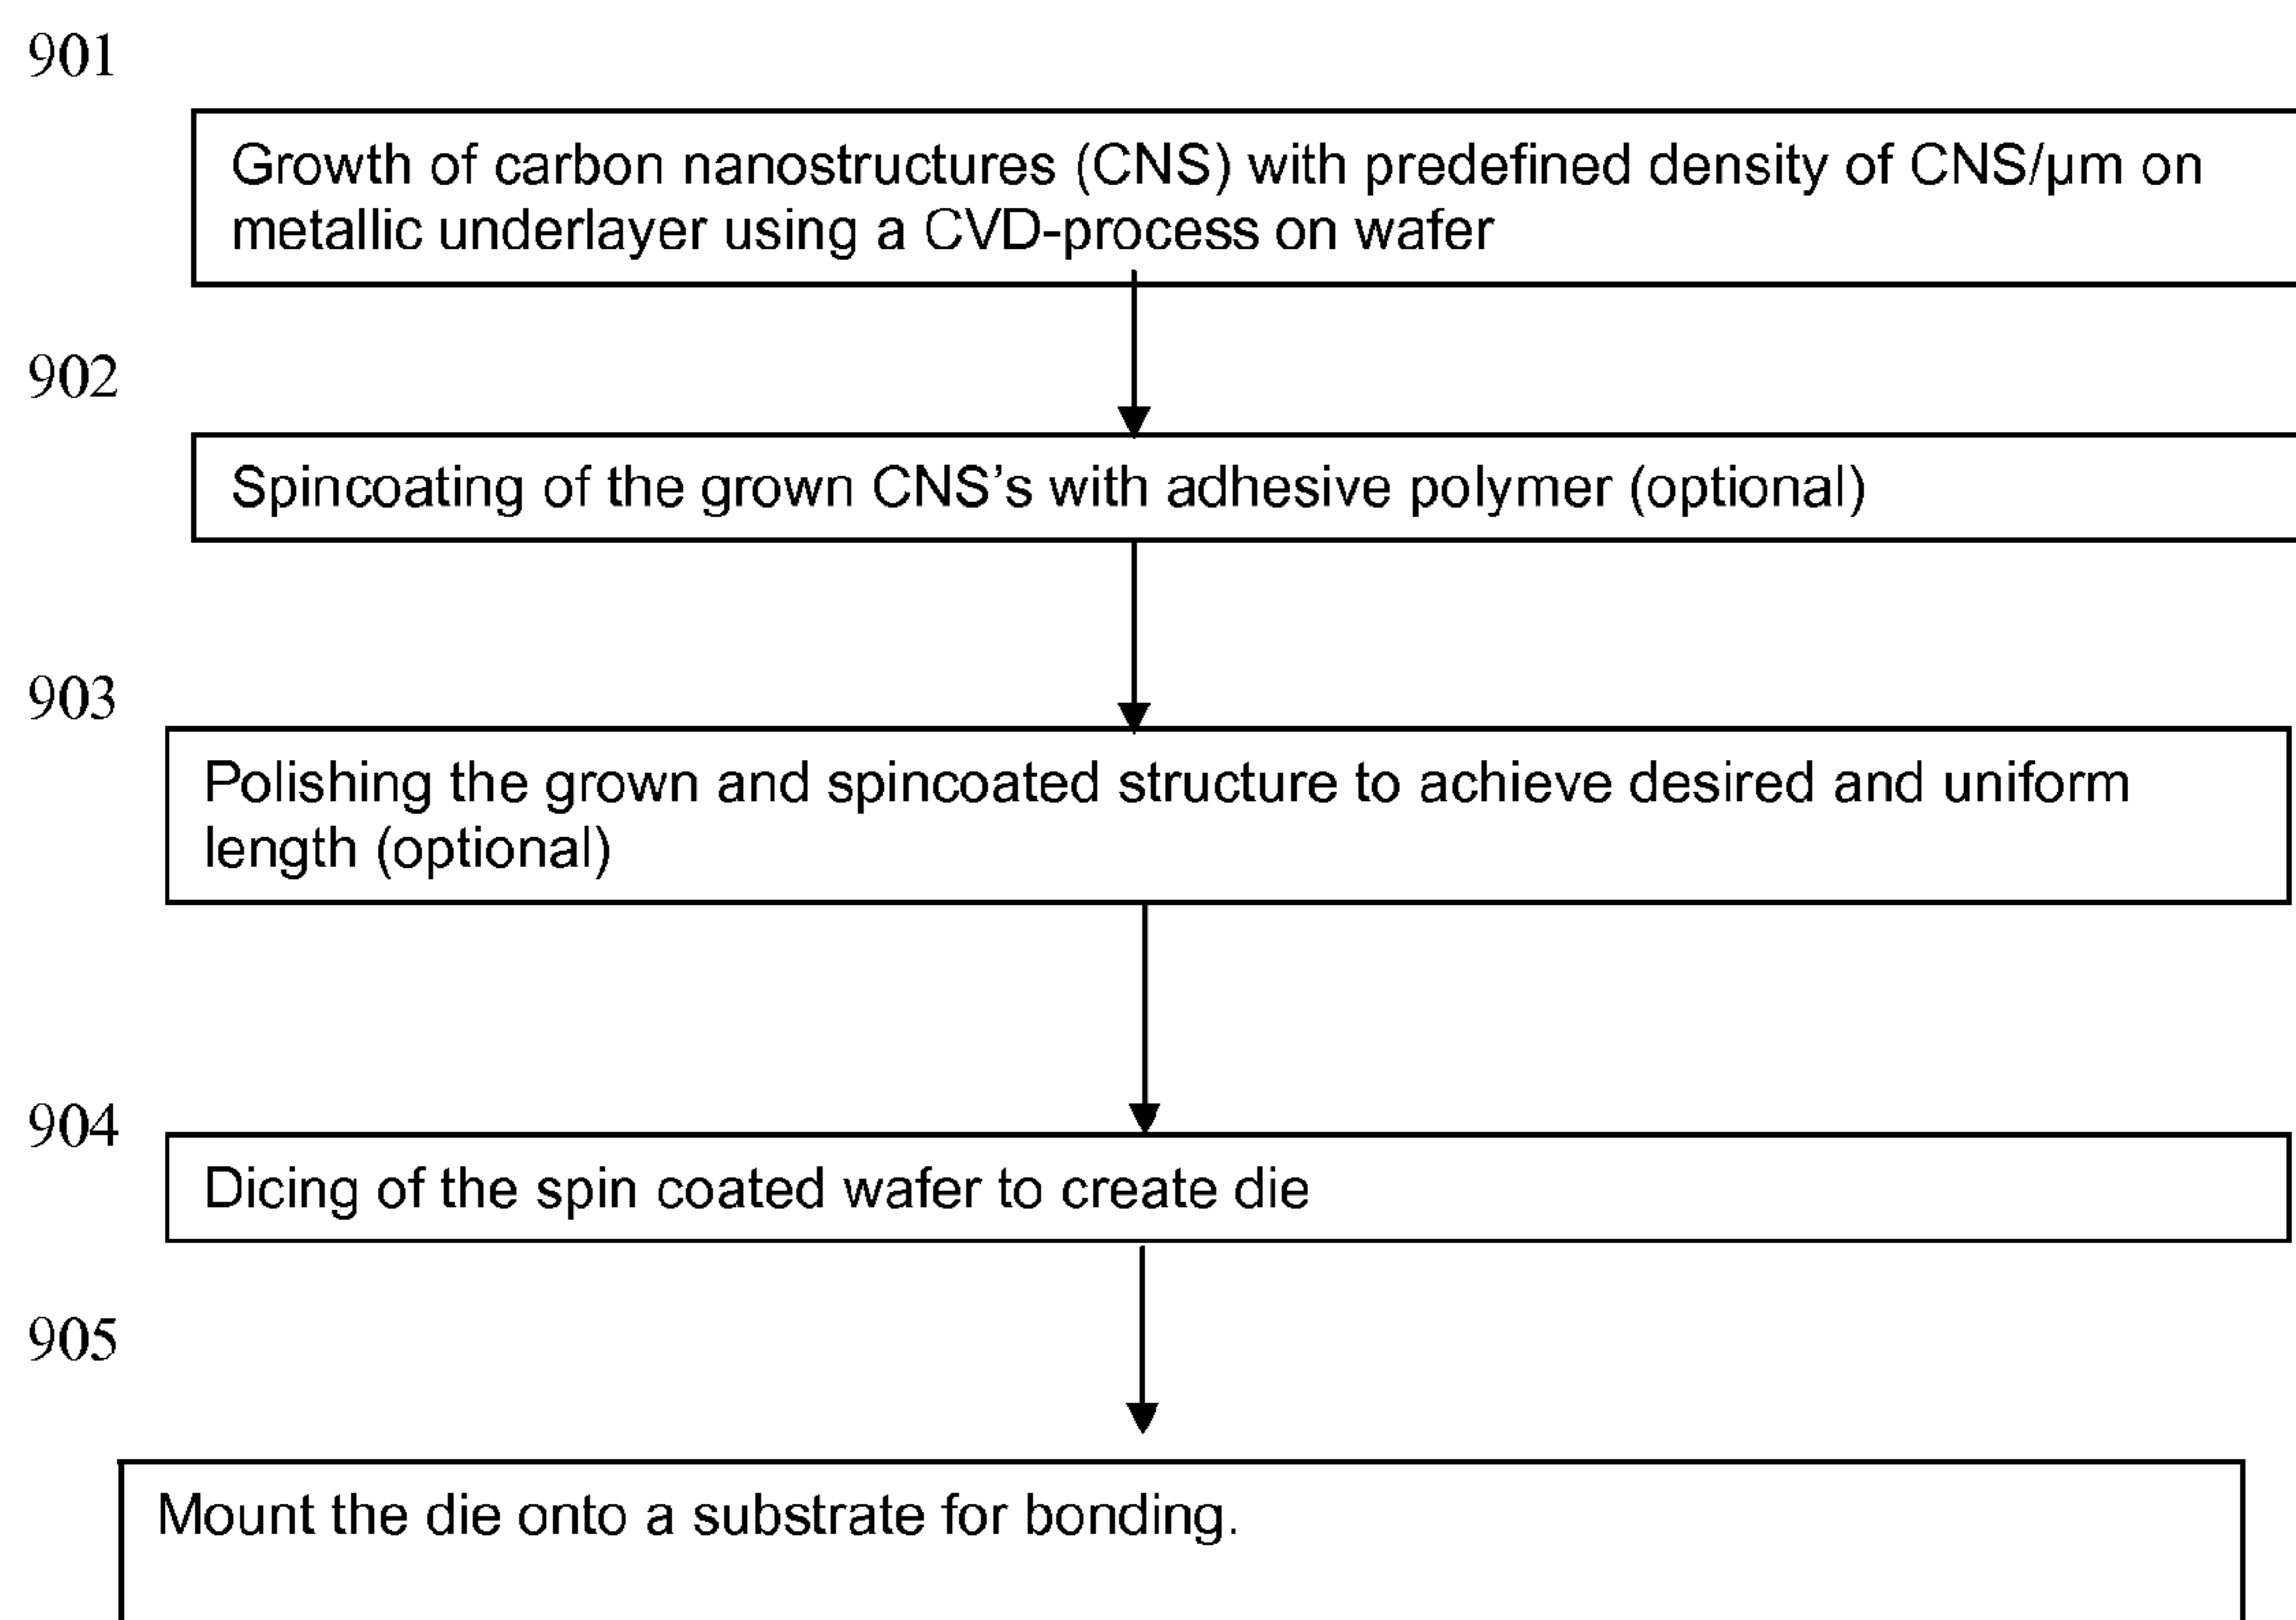 901
Growth of carbon nanostructures (CNS) with predefined density of CNS/µm on
metallic underlayer using a CVD-process on wafer
902
Spincoating of the grown CNS's with adhesive polymer (optional)
903
Polishing the grown and spincoated structure to achieve desired and uniform
length (optional)
904
Dicing of the spin coated wafer to create die
905
Mount the die onto a substrate for bonding.